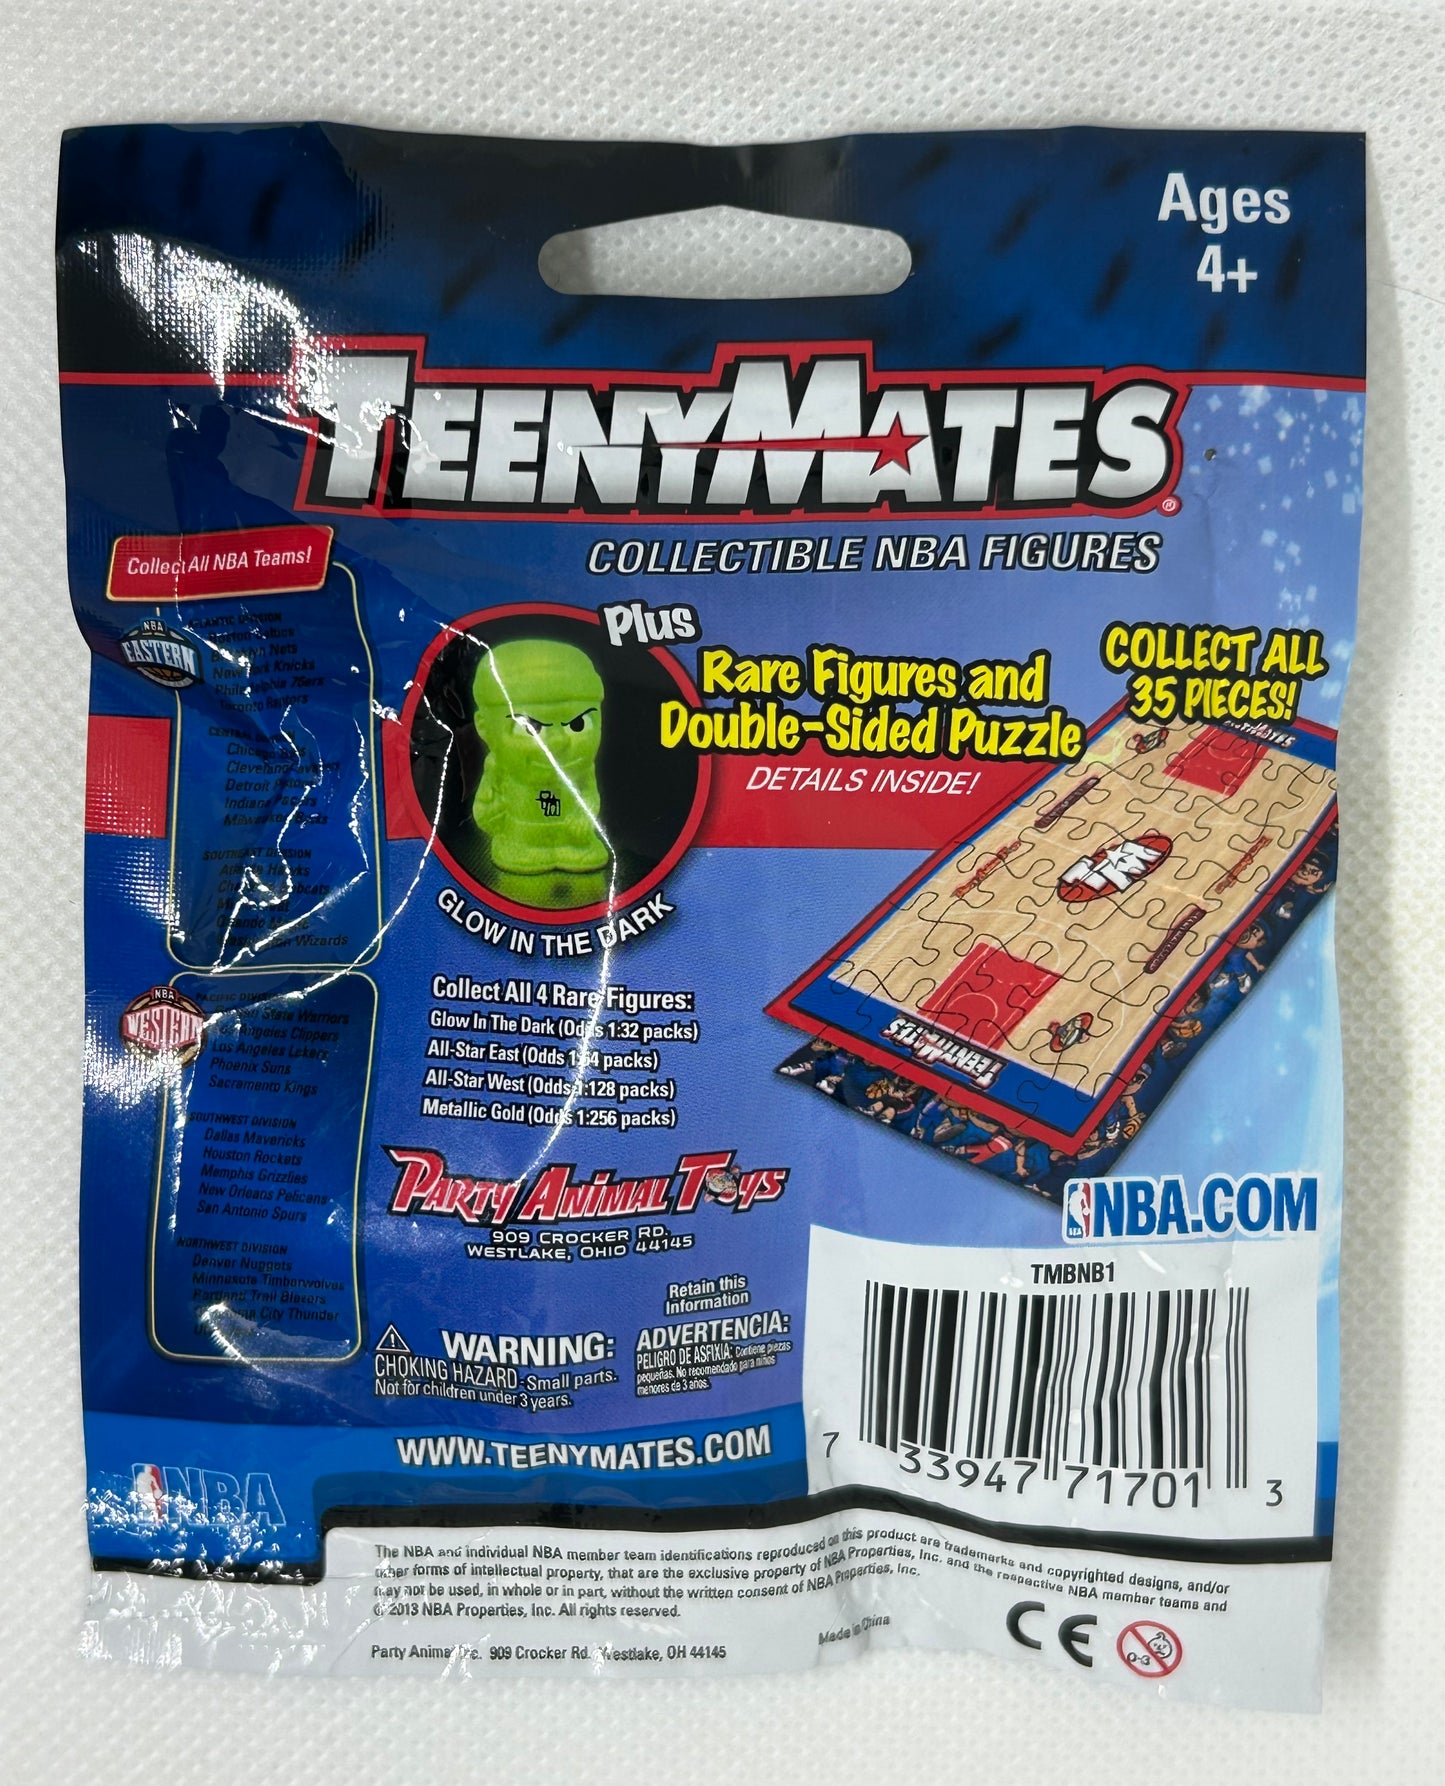 Ages
4+
TEENYMATES®
COLLECTIBLE NBA FIGURES
Collect All NBA Teams!
NBA
EASTERN
ATLANTIC DIVISION
Boston Celtics
Brooklyn Nets
New York Knicks
Philadelphia 76ers
Toronto Raptors
CENTRAL DIVISION
Chicago Bulls
Cleveland Cavaliers
Detroit Pistons
Indiana Pacers
Milwaukee Bucks
SOUTHEAST DIVISION
Atlanta Hawks
Charlotte Bobcats
Orlando Magic
Washington Wizards
NBA
WESTERN
PACIFIC DIVISION
Golden State Warriors
Los Angeles Clippers
Los Angeles Lakers
Phoenix Suns
Sacramento Kings
SOUTHWEST DIVISION
Dallas Mavericks
Houston Rockets
Memphis Grizzlies
New Orleans Pelicans
San Antonio Spurs
NORTHWEST DIVISION
Denver Nuggets
Minnesota Timberwolves
Portland Trail Blazers
Oklahoma City Thunder
Plus
Rare Figures and
Double-Sided Puzzle
DETAILS INSIDE!
COLLECT ALL
35 PIECES!
TEENYMATES
TM
TEENYMATES
GLOW IN THE DARK
Collect All 4 Rare Figures:
Glow In The Dark (Odds 1:32 packs)
All-Star East (Odds 1:64 packs)
All-Star West (Odds 1:128 packs)
Metallic Gold (Odds 1:256 packs)
PARTY ANIMAL TOYS
909 CROCKER RD.
WESTLAKE, OHIO 44145
NBA.COM
Retain this
Information
WARNING:
CHOKING HAZARD-Small parts.
Not for children under 3 years.
ADVERTENCIA:
PELIGRO DE ASFIXIA: Contiene piezas
pequeñas. No recomendado para niños
menores de 3 años.
WWW.TEENYMATES.COM
TMBNB1
7 33947 71701 3
NBA
The NBA and individual NBA member team identifications reproduced on this product are trademarks and copyrighted designs, and/or
other forms of intellectual property, that are the exclusive property of NBA Properties, Inc. and the respective NBA member teams and
may not be used, in whole or in part, without the written consent of NBA Properties, Inc.
© 2013 NBA Properties, Inc. All rights reserved.
Party Animal Inc. 909 Crocker Rd. Westlake, OH 44145
Made in China
CE
0-3